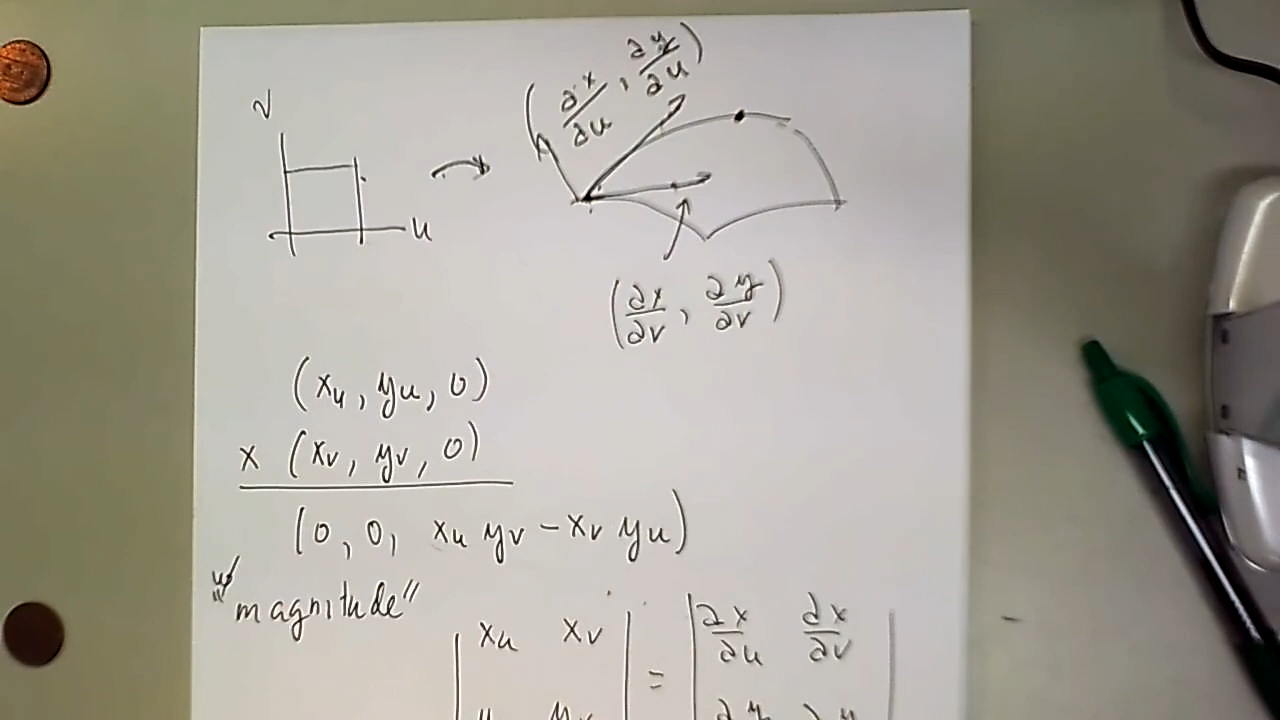 v
(∂x/∂u, ∂y/∂u)
u
(∂x/∂v, ∂y/∂v)
(xu, yu, 0)
x (xv, yv, 0)
(0, 0, xu yv - xv yu)
w/
"magnitude"
| xu xv | = | ∂x/∂u ∂x/∂v |